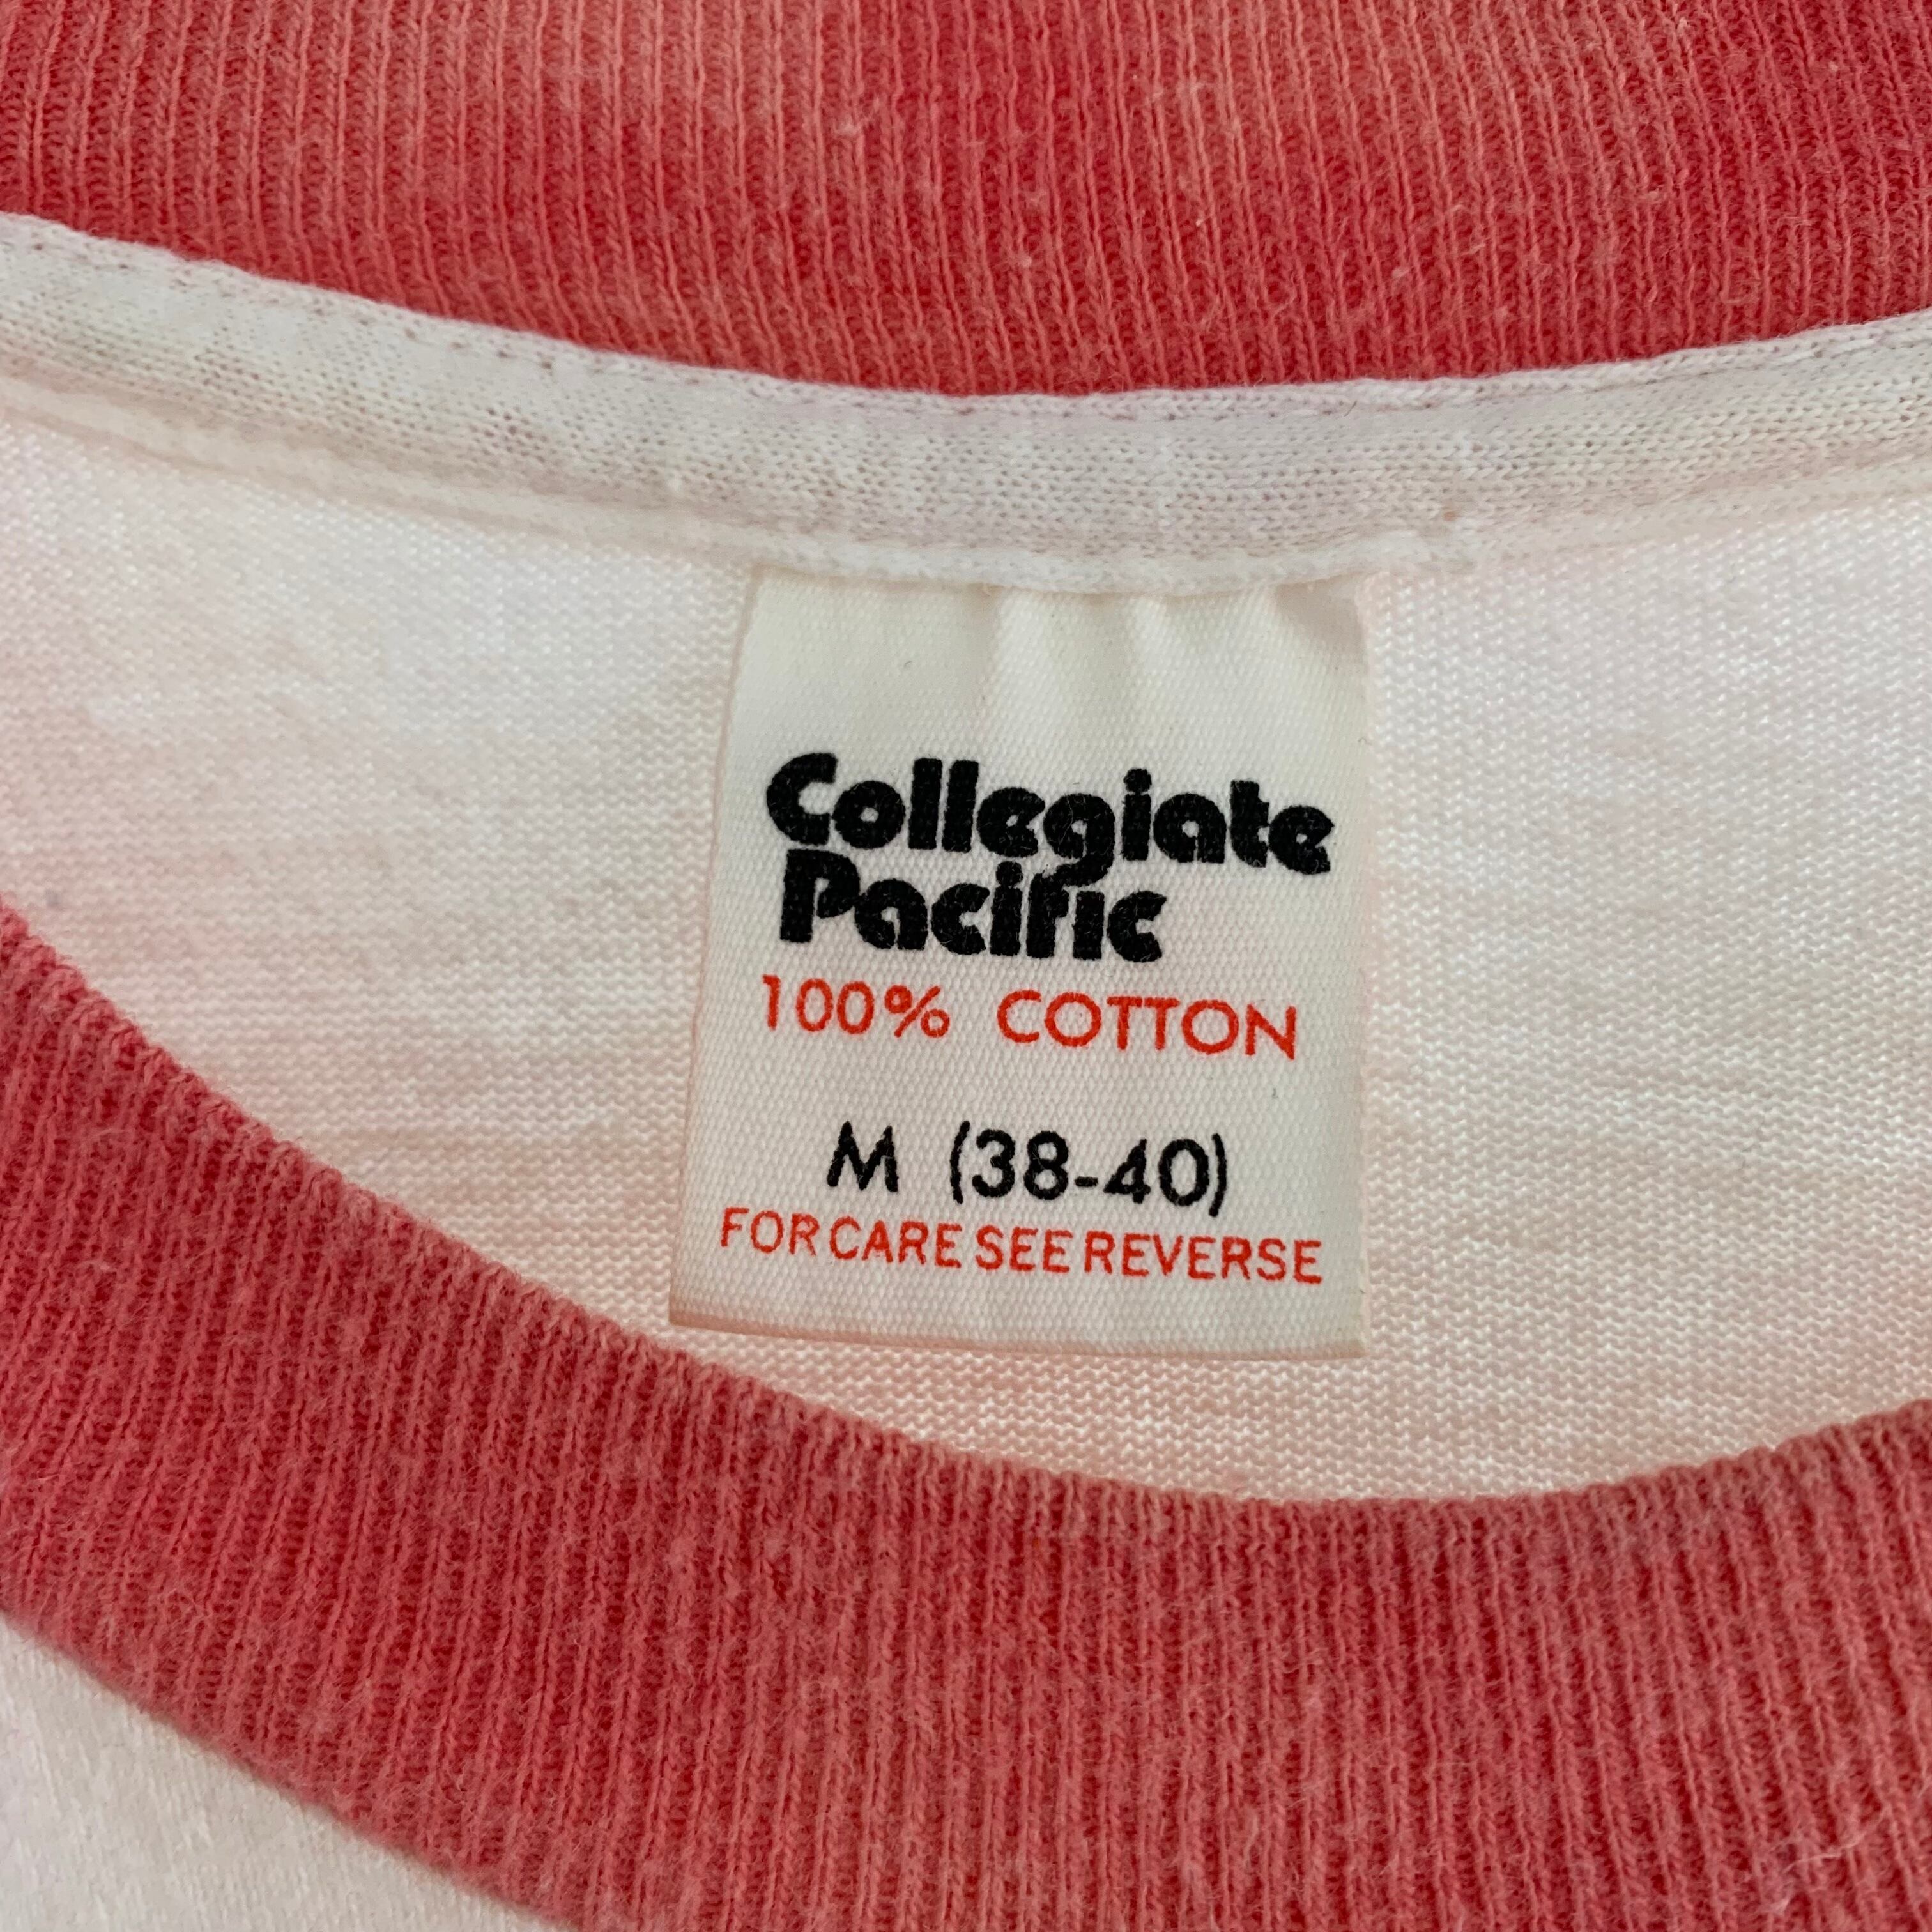 Collegiate
Pacific
100% COTTON
M (38-40)
FOR CARE SEE REVERSE